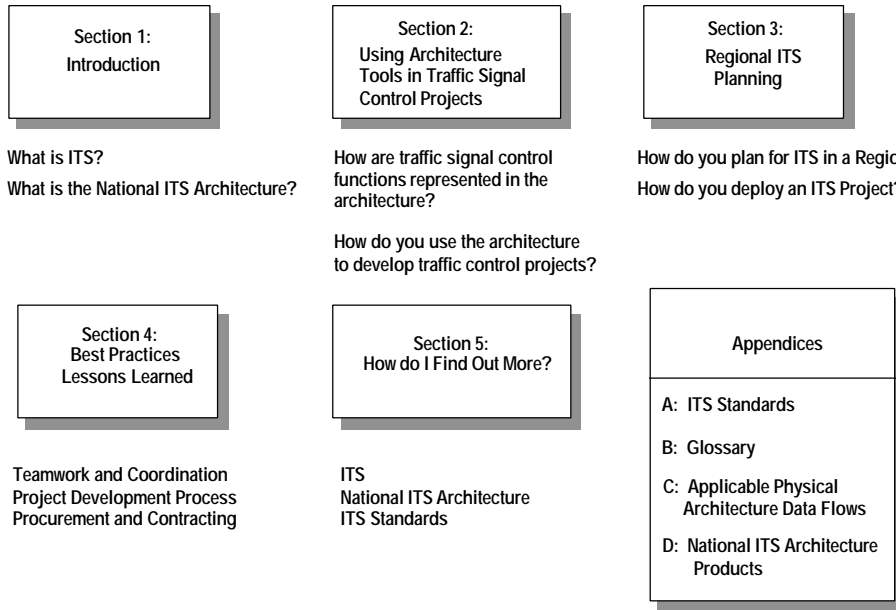 Section 1:
Introduction
What is ITS?
What is the National ITS Architecture?
Section 2:
Using Architecture
Tools in Traffic Signal
Control Projects
How are traffic signal control
functions represented in the
architecture?
How do you use the architecture
to develop traffic control projects?
Section 3:
Regional ITS
Planning
How do you plan for ITS in a Regio
How do you deploy an ITS Project?
Section 4:
Best Practices
Lessons Learned
Teamwork and Coordination
Project Development Process
Procurement and Contracting
Section 5:
How do I Find Out More?
ITS
National ITS Architecture
ITS Standards
Appendices
A: ITS Standards
B: Glossary
C: Applicable Physical
Architecture Data Flows
D: National ITS Architecture
Products